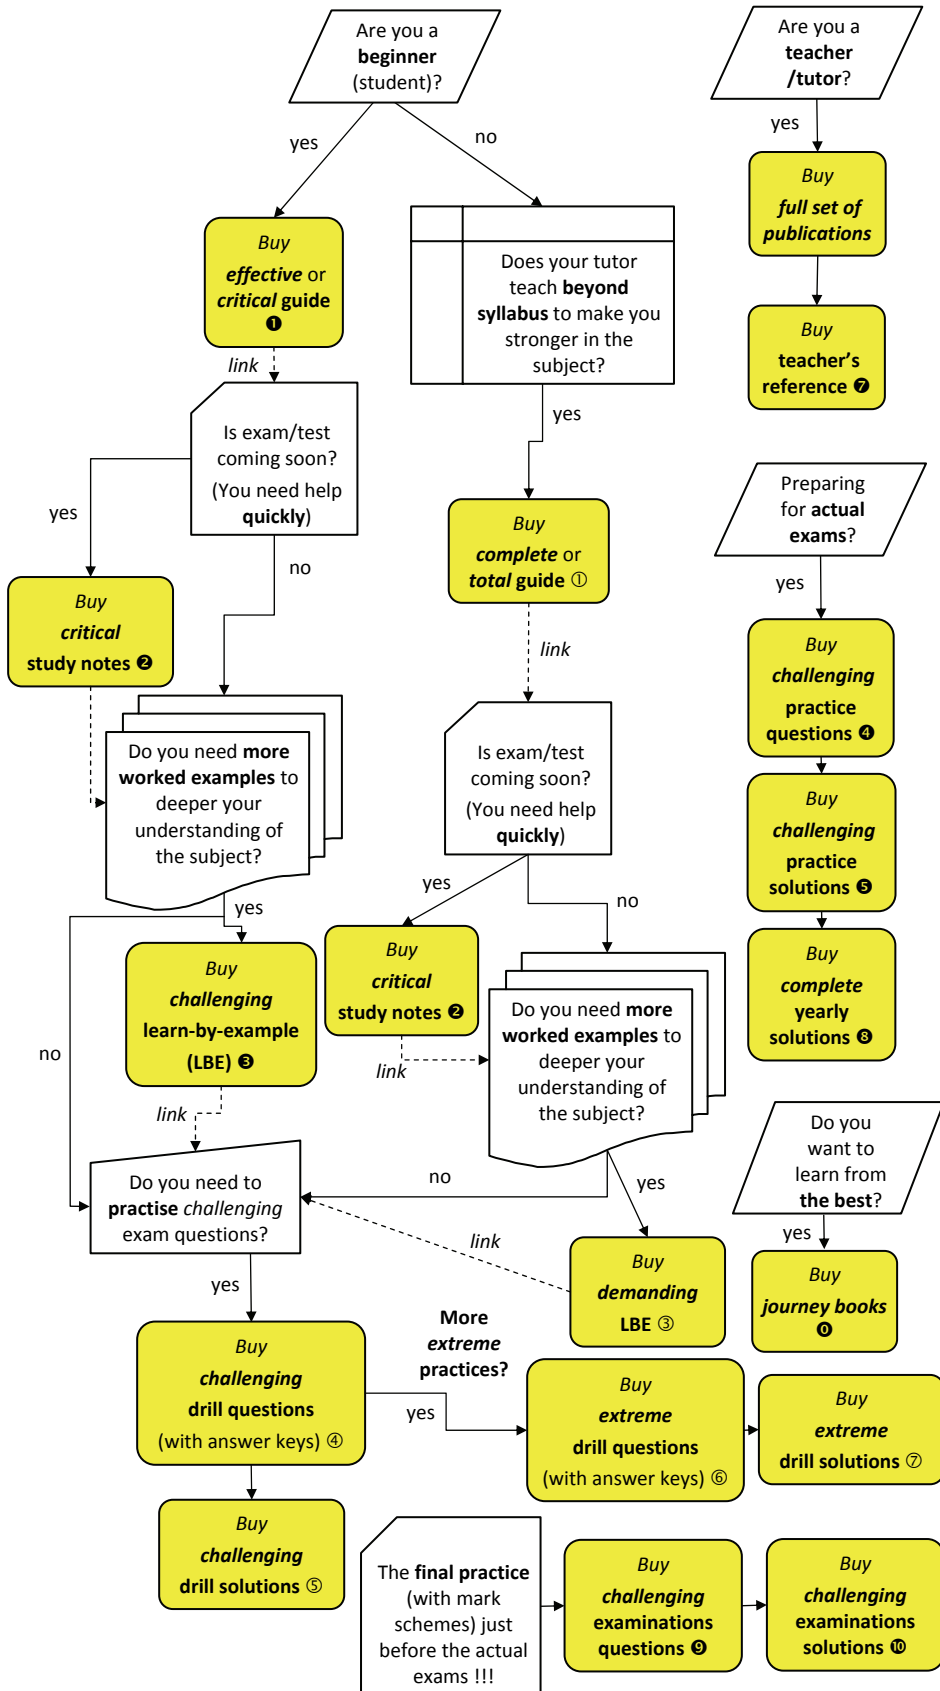 Are you a
beginner
(student)?
yes
no
Buy
effective or
critical guide
❶
link
Does your tutor
teach beyond
syllabus to make you
stronger in the
subject?
yes
Is exam/test
coming soon?
(You need help
quickly)
yes
no
Buy
critical
study notes ❷
Buy
complete or
total guide ①
link
Do you need more
worked examples to
deeper your
understanding of
the subject?
yes
no
Buy
challenging
learn-by-example
(LBE) ❸
link
Is exam/test
coming soon?
(You need help
quickly)
yes
no
Buy
critical
study notes ❷
link
Do you need more
worked examples to
deeper your
understanding of
the subject?
no
yes
Buy
demanding
LBE ③
link
Do you need to
practise challenging
exam questions?
yes
Buy
challenging
drill questions
(with answer keys) ④
Buy
challenging
drill solutions ⑤
More
extreme
practices?
yes
Buy
extreme
drill questions
(with answer keys) ⑥
Buy
extreme
drill solutions ⑦
The final practice
(with mark
schemes) just
before the actual
exams !!!
Buy
challenging
examinations
questions ❾
Buy
challenging
examinations
solutions ❿
Are you a
teacher
/tutor?
yes
Buy
full set of
publications
Buy
teacher's
reference ❼
Preparing
for actual
exams?
yes
Buy
challenging
practice
questions ❹
Buy
challenging
practice
solutions ❺
Buy
complete
yearly
solutions ❽
Do you
want to
learn from
the best?
yes
Buy
journey books
⓿